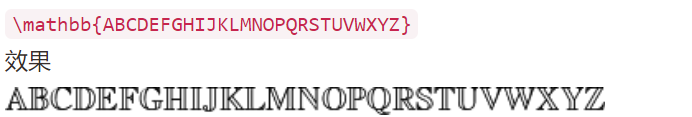 \mathbb{ABCDEFGHIJKLMNOPQRSTUVWXYZ}
效果
ABCDEFGHIJKLMNOPQRSTUVWXYZ